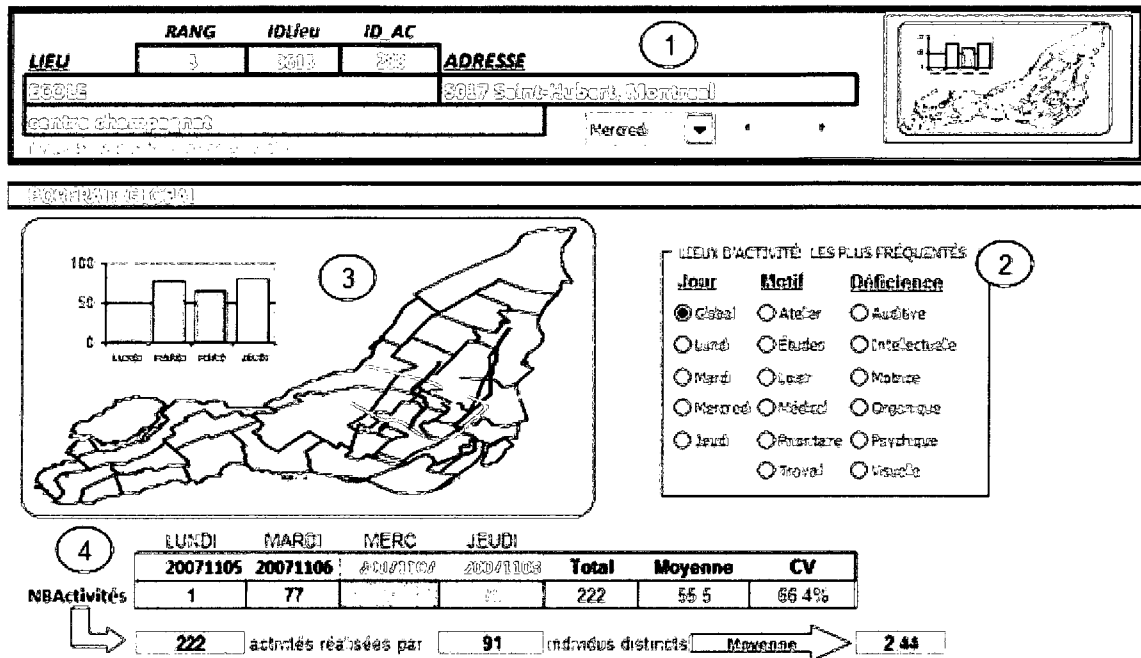 RANG IDLieu ID_AC
LIEU ADRESSE 1
ECOLE Saint-Hubert, Montreal
centre champagnat Mercredi
PORTRAIT GLOBAL
100
50
0
3
LIEUX D'ACTIVITÉ LES PLUS FRÉQUENTÉS 2
Jour Motif Déficience
Global Atelier Auditive
Lundi Études Intellectuelle
Mardi Loisir Motrice
Mercredi Médical Organique
Jeudi Prioritaire Psychique
Travail Visuelle
4 LUNDI MARDI MERC JEUDI
20071105 20071106 Total Moyenne CV
NBActivités 1 77 222 55 5 66 4%
222 activités réalisées par 91 individus distincts Moyenne 2 44